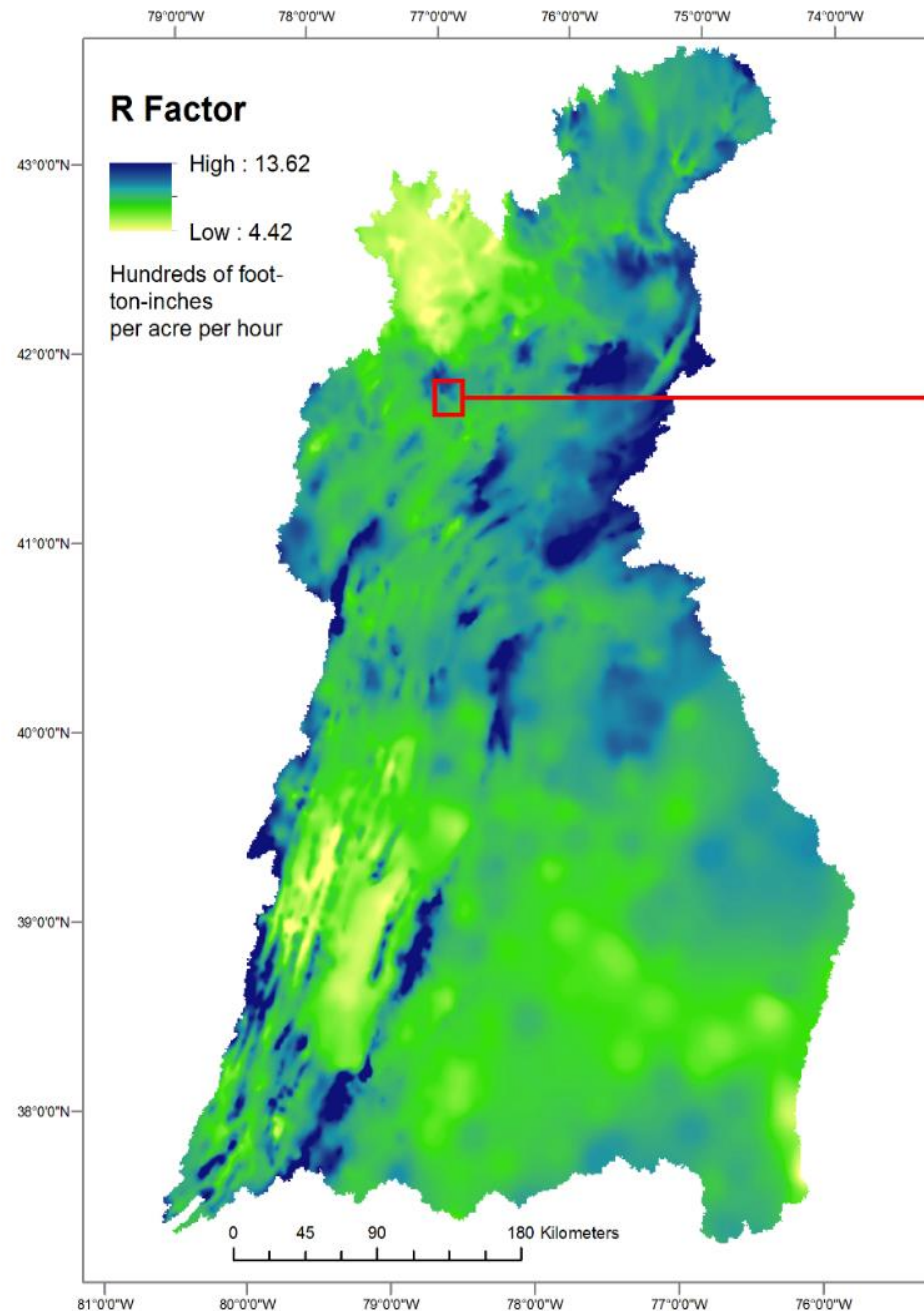 79°0'0"W 78°0'0"W 77°0'0"W 76°0'0"W 75°0'0"W 74°0'0"W
R Factor
High : 13.62
Low : 4.42
Hundreds of foot-
ton-inches
per acre per hour
43°0'0"N
42°0'0"N
41°0'0"N
40°0'0"N
39°0'0"N
38°0'0"N
0 45 90 180 Kilometers
81°0'0"W 80°0'0"W 79°0'0"W 78°0'0"W 77°0'0"W 76°0'0"W